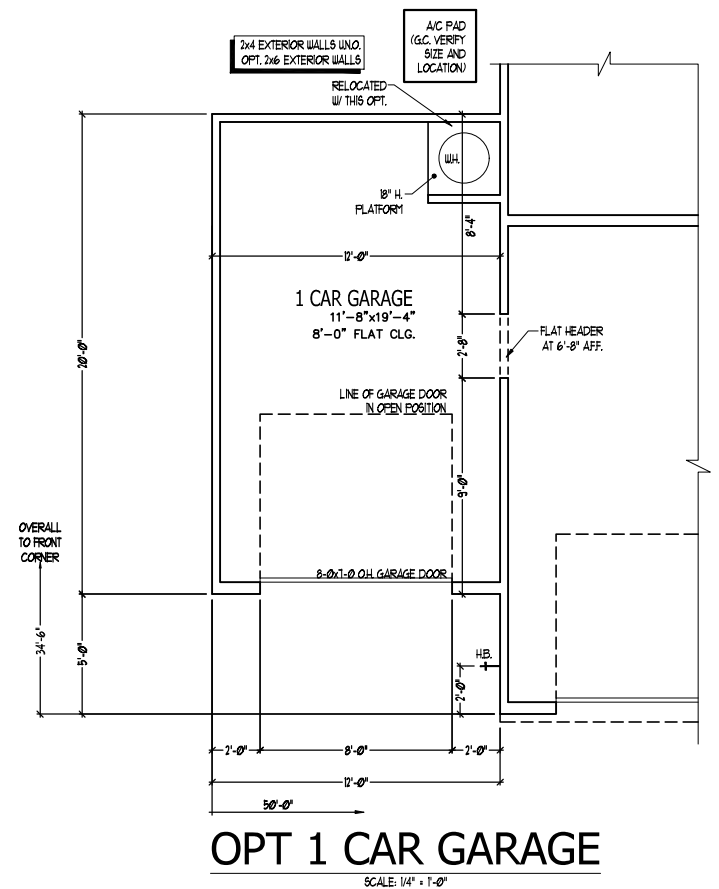 2x4 EXTERIOR WALLS U.N.O.
OPT. 2x6 EXTERIOR WALLS
A/C PAD
(G.C. VERIFY
SIZE AND
LOCATION)
RELOCATED
W/ THIS OPT.
W.H.
18" H.
PLATFORM
8'-4"
12'-0"
1 CAR GARAGE
11'-8"x19'-4"
8'-0" FLAT CLG.
20'-0"
2'-8"
FLAT HEADER
AT 6'-8" A.F.F.
LINE OF GARAGE DOOR
IN OPEN POSITION
9'-0"
OVERALL
TO FRONT
CORNER
8-0x7-0 O.H. GARAGE DOOR
34'-6"
5'-0"
H.B.
2'-0"
2'-0"
8'-0"
2'-0"
12'-0"
50'-0"
OPT 1 CAR GARAGE
SCALE: 1/4" = 1'-0"